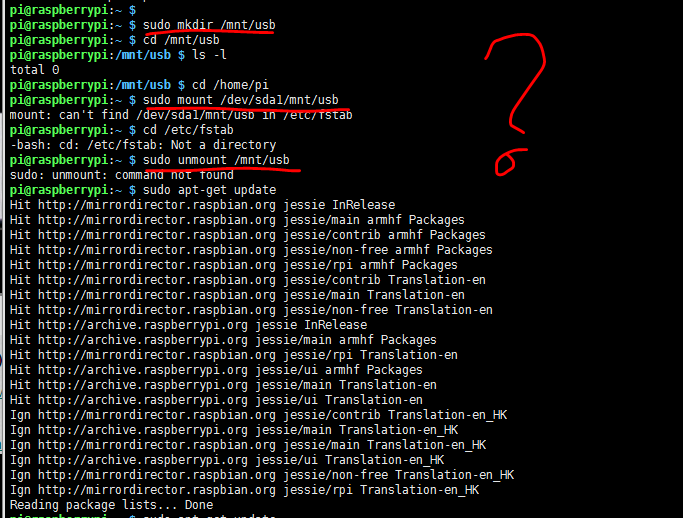 pi@raspberrypi:~ $
pi@raspberrypi:~ $ sudo mkdir /mnt/usb
pi@raspberrypi:~ $ cd /mnt/usb
pi@raspberrypi:/mnt/usb $ ls -l
total 0
pi@raspberrypi:/mnt/usb $ cd /home/pi
pi@raspberrypi:~ $ sudo mount /dev/sda1/mnt/usb
mount: can't find /dev/sda1/mnt/usb in /etc/fstab
pi@raspberrypi:~ $ cd /etc/fstab
-bash: cd: /etc/fstab: Not a directory
pi@raspberrypi:~ $ sudo unmount /mnt/usb
sudo: unmount: command not found
pi@raspberrypi:~ $ sudo apt-get update
Hit http://mirrordirector.raspbian.org jessie InRelease
Hit http://mirrordirector.raspbian.org jessie/main armhf Packages
Hit http://mirrordirector.raspbian.org jessie/contrib armhf Packages
Hit http://mirrordirector.raspbian.org jessie/non-free armhf Packages
Hit http://mirrordirector.raspbian.org jessie/rpi armhf Packages
Hit http://mirrordirector.raspbian.org jessie/contrib Translation-en
Hit http://mirrordirector.raspbian.org jessie/main Translation-en
Hit http://mirrordirector.raspbian.org jessie/non-free Translation-en
Hit http://archive.raspberrypi.org jessie InRelease
Hit http://archive.raspberrypi.org jessie/main armhf Packages
Hit http://mirrordirector.raspbian.org jessie/rpi Translation-en
Hit http://archive.raspberrypi.org jessie/ui armhf Packages
Hit http://archive.raspberrypi.org jessie/main Translation-en
Hit http://archive.raspberrypi.org jessie/ui Translation-en
Ign http://mirrordirector.raspbian.org jessie/contrib Translation-en_HK
Ign http://archive.raspberrypi.org jessie/main Translation-en_HK
Ign http://mirrordirector.raspbian.org jessie/main Translation-en_HK
Ign http://archive.raspberrypi.org jessie/ui Translation-en_HK
Ign http://mirrordirector.raspbian.org jessie/non-free Translation-en_HK
Ign http://mirrordirector.raspbian.org jessie/rpi Translation-en_HK
Reading package lists... Done
pi@raspberrypi:~ $ sudo apt-get update
?